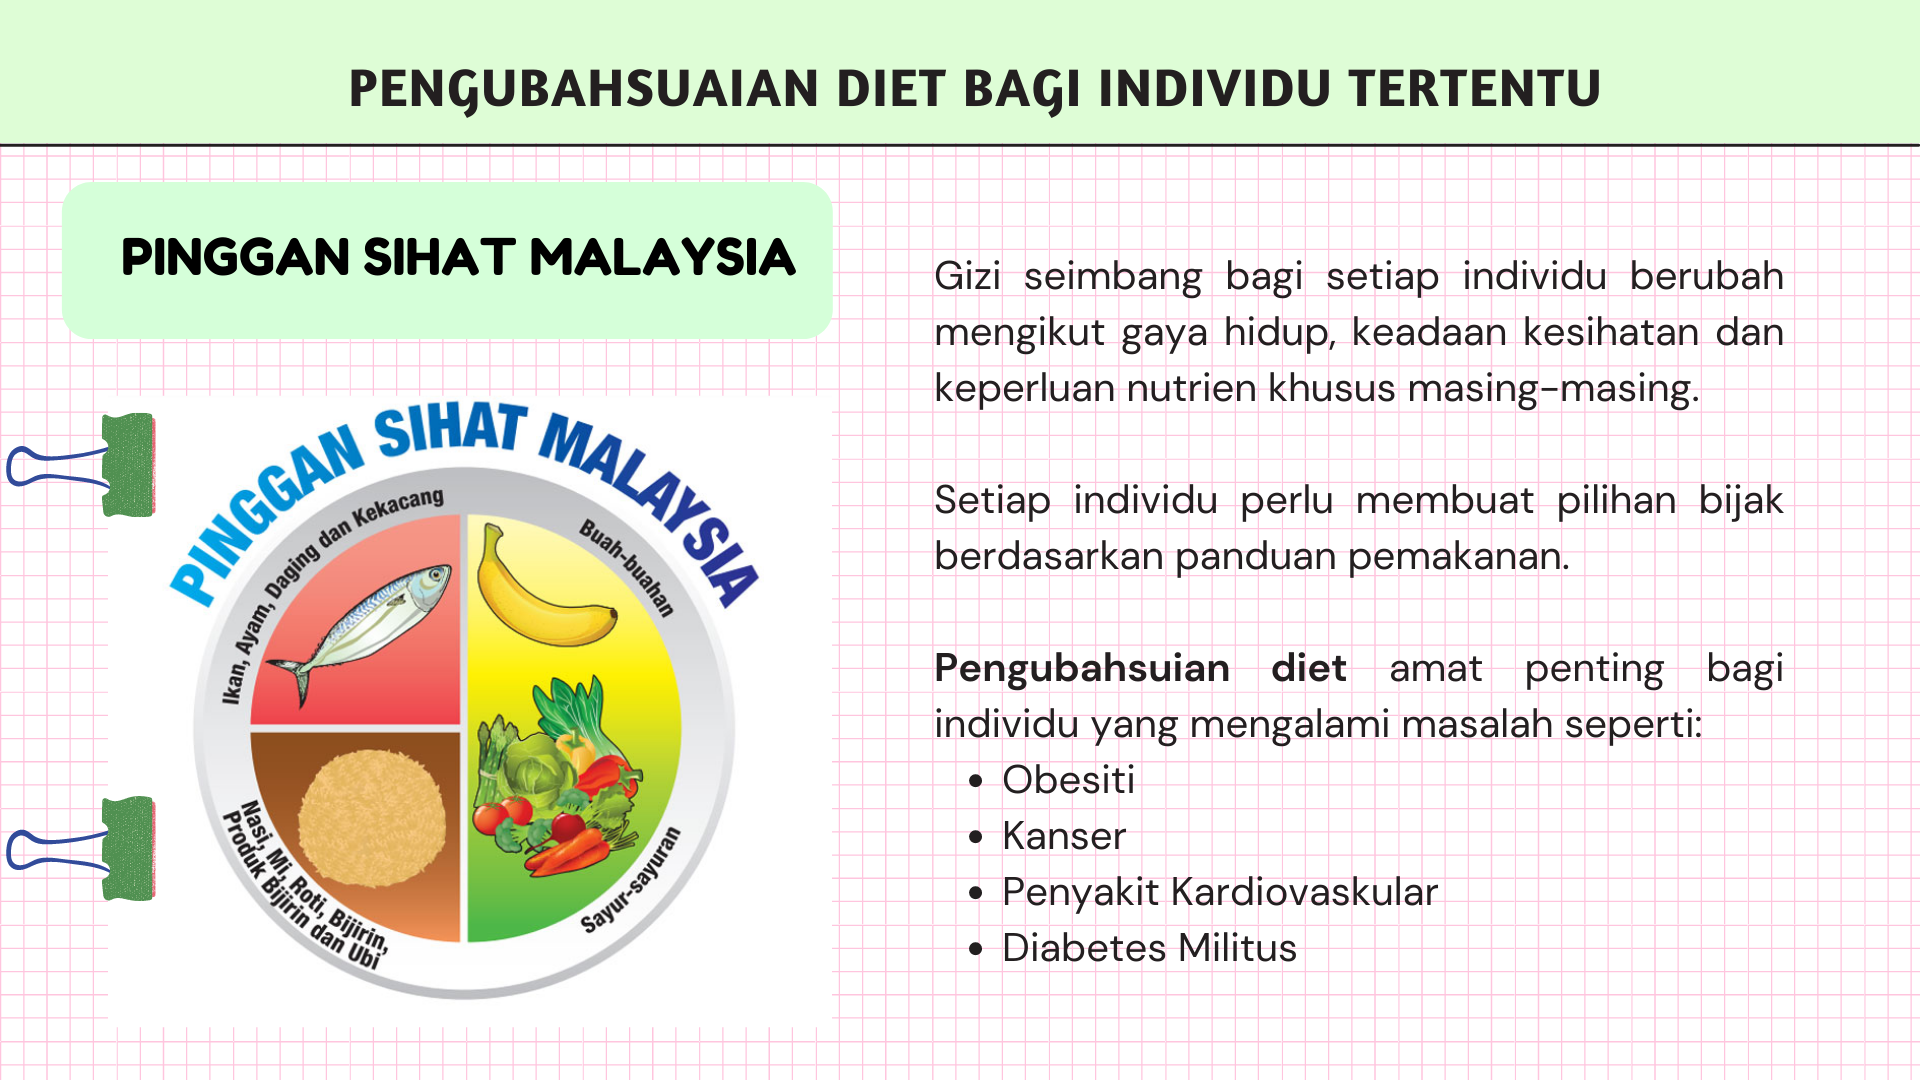 PENGUBAHSUAIAN DIET BAGI INDIVIDU TERTENTU
PINGGAN SIHAT MALAYSIA
PINGGAN SIHAT MALAYSIA
Ikan, Ayam, Daging dan Kekacang
Buah-buahan
Nasi, Mi, Roti, Bijirin,
Produk Bijirin dan Ubi
Sayur-sayuran
Gizi seimbang bagi setiap individu berubah
mengikut gaya hidup, keadaan kesihatan dan
keperluan nutrien khusus masing-masing.
Setiap individu perlu membuat pilihan bijak
berdasarkan panduan pemakanan.
Pengubahsuian diet amat penting bagi
individu yang mengalami masalah seperti:
• Obesiti
• Kanser
• Penyakit Kardiovaskular
• Diabetes Militus